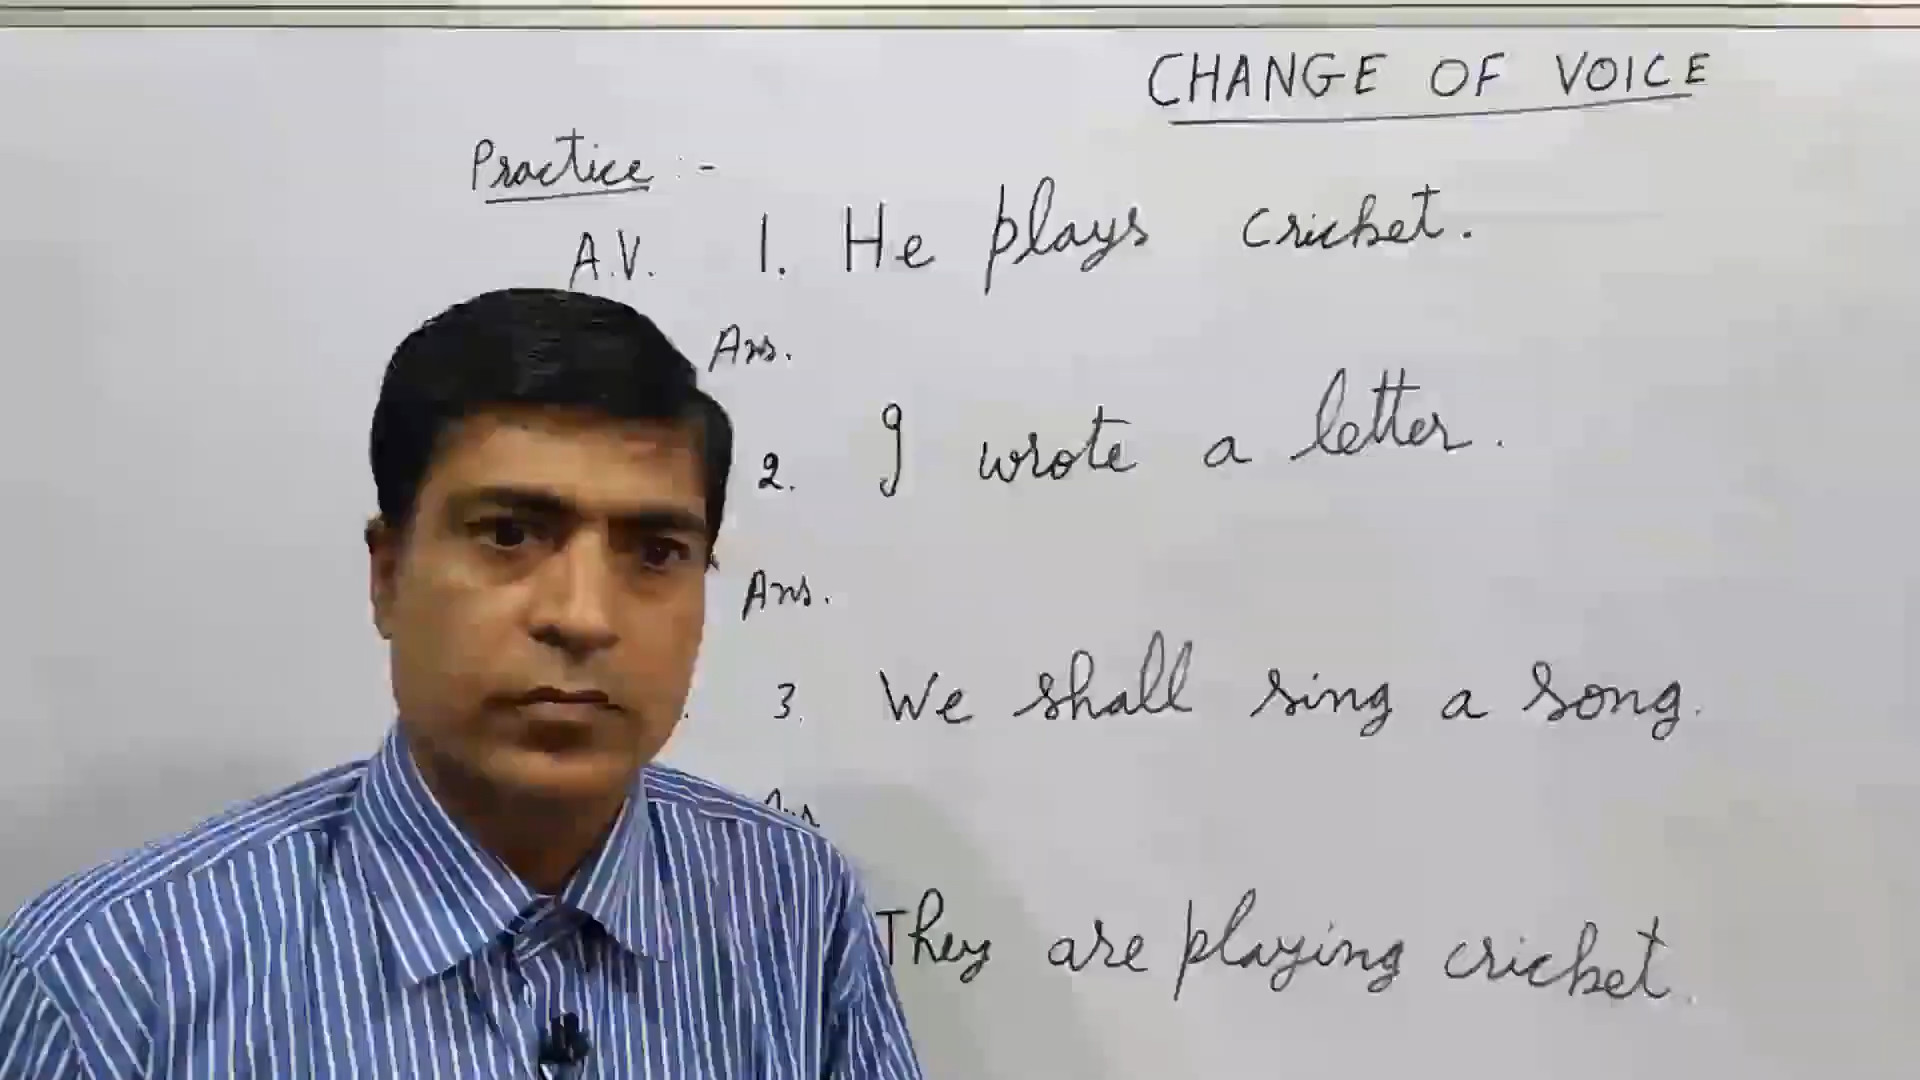 CHANGE OF VOICE
Practice :-
A.V. 1. He plays cricket.
Ans.
2. I wrote a letter.
Ans.
3. We shall sing a song.
They are playing cricket.